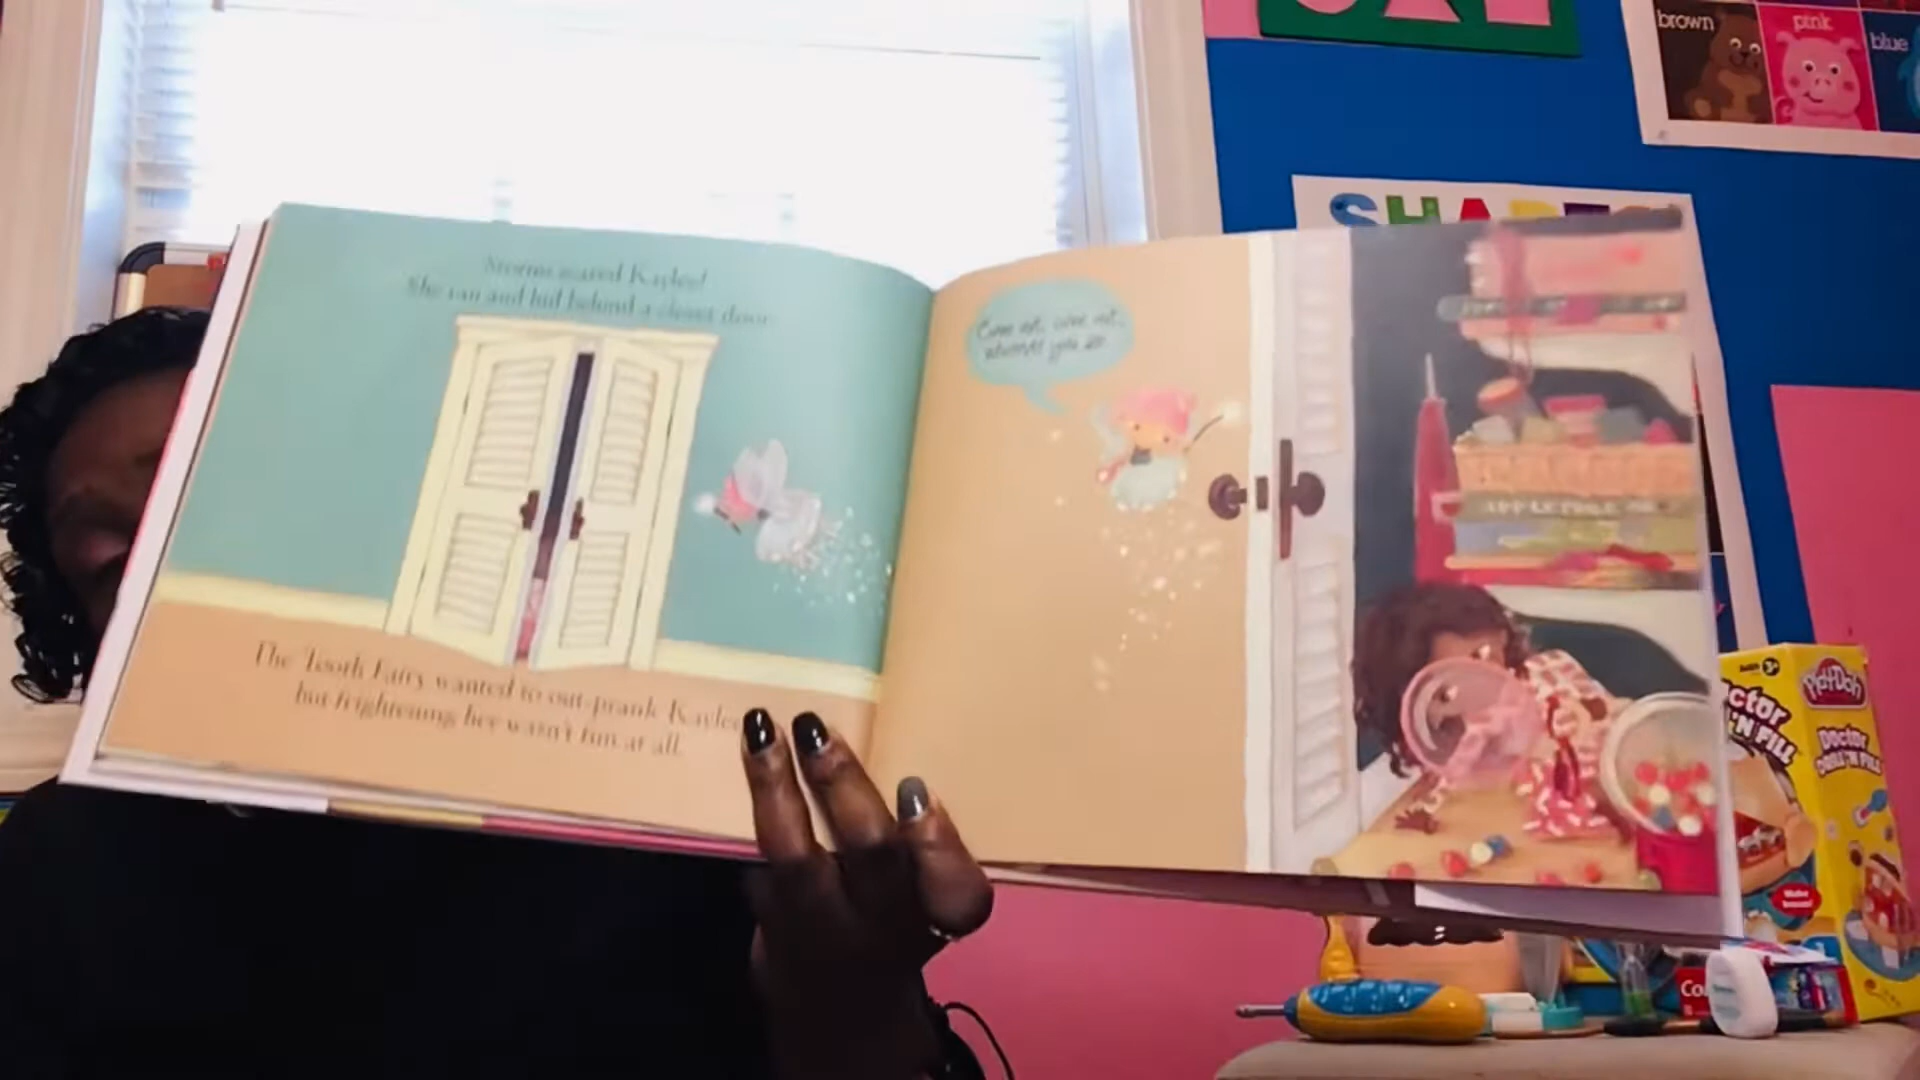 brown
pink
blue
SHAPES
Storms scared Kaylee!
She ran and hid behind a closet door.
Come out, come out,
wherever you are.
The Tooth Fairy wanted to out-prank Kaylee
but frightening her wasn't fun at all.
Play-Doh
'N FILL
Doctor
DRILL 'N FILL